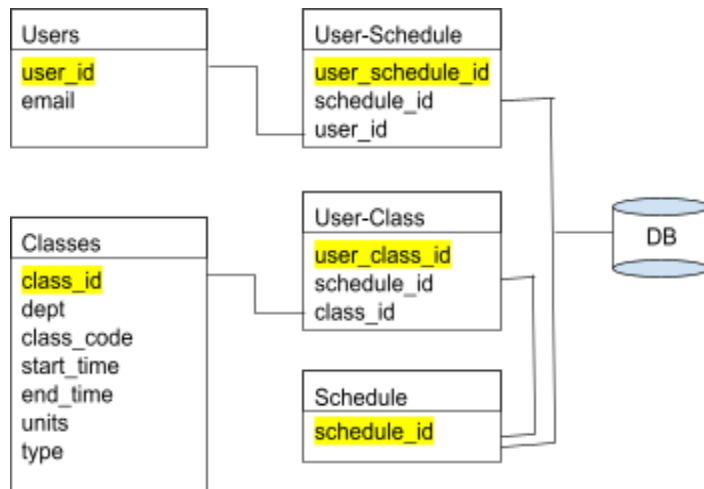 Users
user_id
email
User-Schedule
user_schedule_id
schedule_id
user_id
Classes
class_id
dept
class_code
start_time
end_time
units
type
User-Class
user_class_id
schedule_id
class_id
Schedule
schedule_id
DB